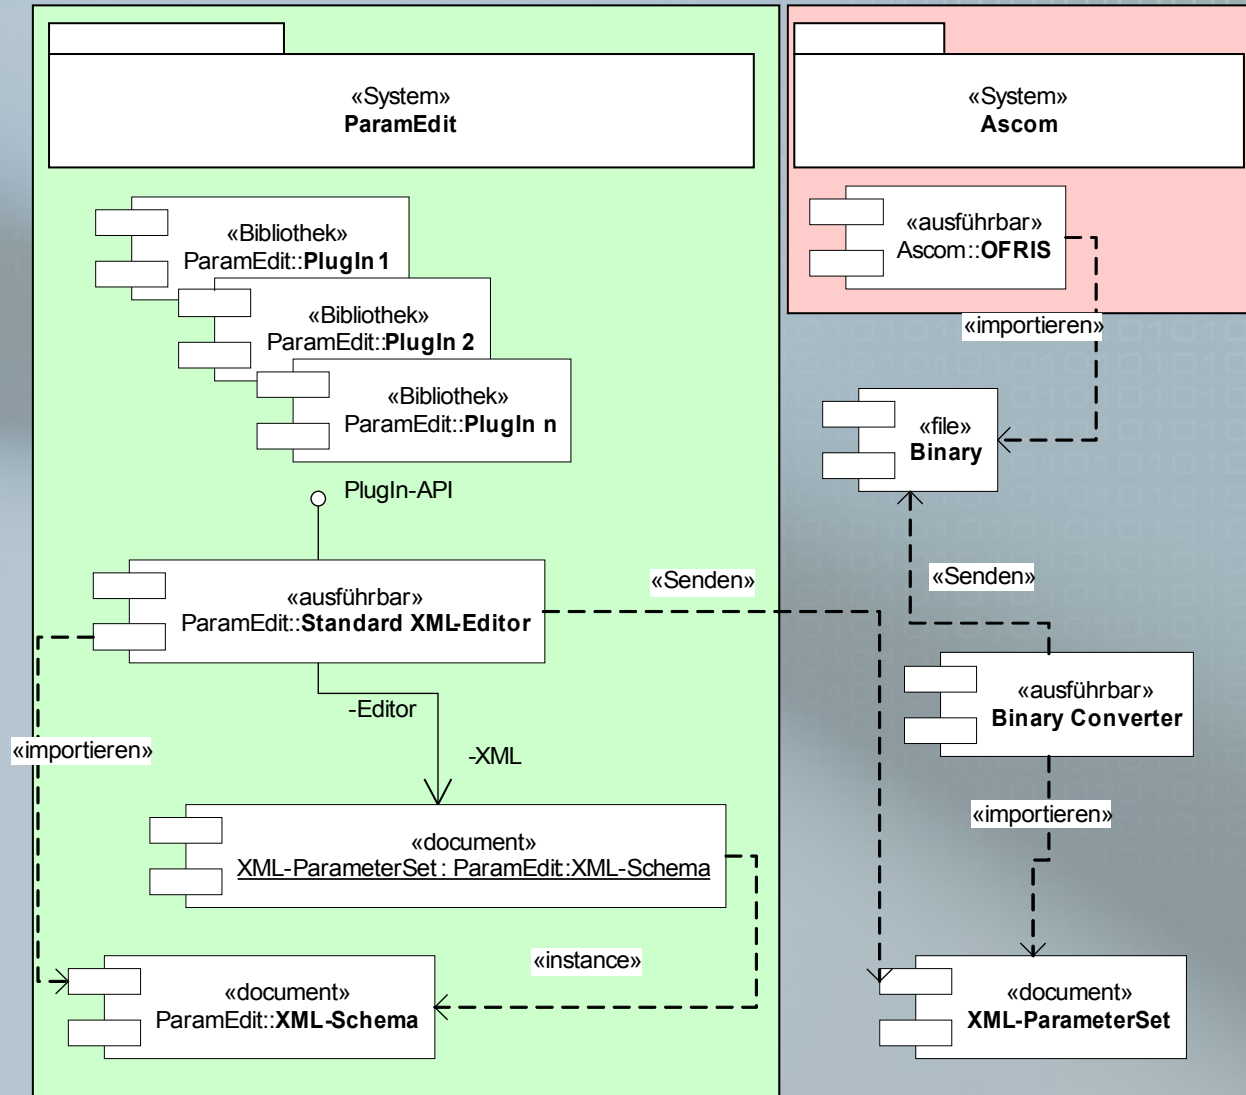 «System»
ParamEdit
«Bibliothek»
ParamEdit::PlugIn 1
«Bibliothek»
ParamEdit::PlugIn 2
«Bibliothek»
ParamEdit::PlugIn n
PlugIn-API
«ausführbar»
ParamEdit::Standard XML-Editor
«Senden»
-Editor
«importieren»
-XML
«document»
XML-ParameterSet : ParamEdit::XML-Schema
«instance»
«document»
ParamEdit::XML-Schema
«System»
Ascom
«ausführbar»
Ascom::OFRIS
«importieren»
«file»
Binary
«Senden»
«ausführbar»
Binary Converter
«importieren»
«document»
XML-ParameterSet